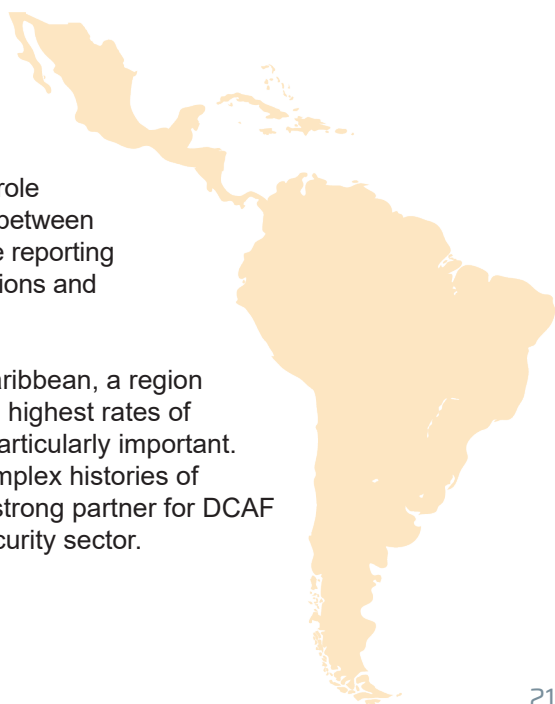 role
between
reporting
ions and
aribbean, a region
highest rates of
articularly important.
mplex histories of
strong partner for DCAF
curity sector.
21